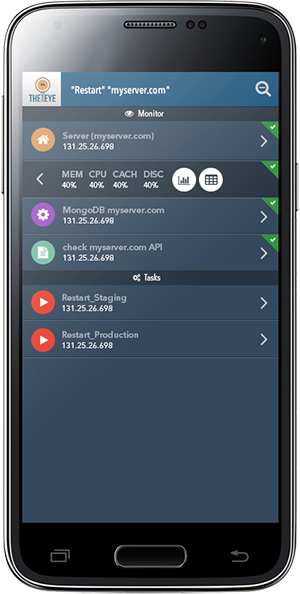 THE EYE
"Restart" "myserver.com"
Monitor
Server (myserver.com)
131.25.26.698
MEM CPU CACH DISC
40% 40% 40% 40%
MongoDB myserver.com
131.25.26.698
check myserver.com API
131.25.26.698
Tasks
Restart_Staging
131.25.26.698
Restart_Production
131.25.26.698